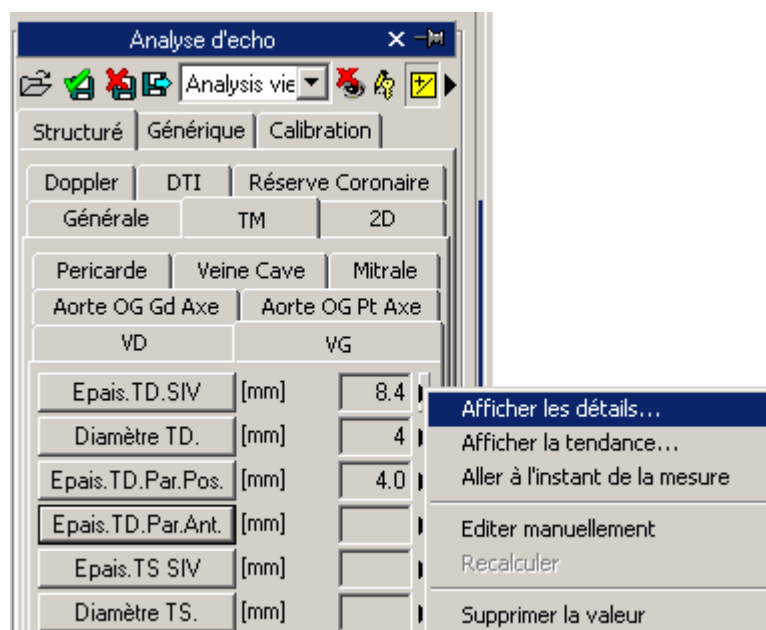 Analyse d'echo
Analysis vie
Structuré Générique Calibration
Doppler DTI Réserve Coronaire
Générale TM 2D
Pericarde Veine Cave Mitrale
Aorte OG Gd Axe Aorte OG Pt Axe
VD VG
Epais.TD.SIV [mm] 8.4
Diamètre TD. [mm] 4
Epais.TD.Par.Pos. [mm] 4.0
Epais.TD.Par.Ant. [mm]
Epais.TS SIV [mm]
Diamètre TS. [mm]
Afficher les détails...
Afficher la tendance...
Aller à l'instant de la mesure
Editer manuellement
Recalculer
Supprimer la valeur